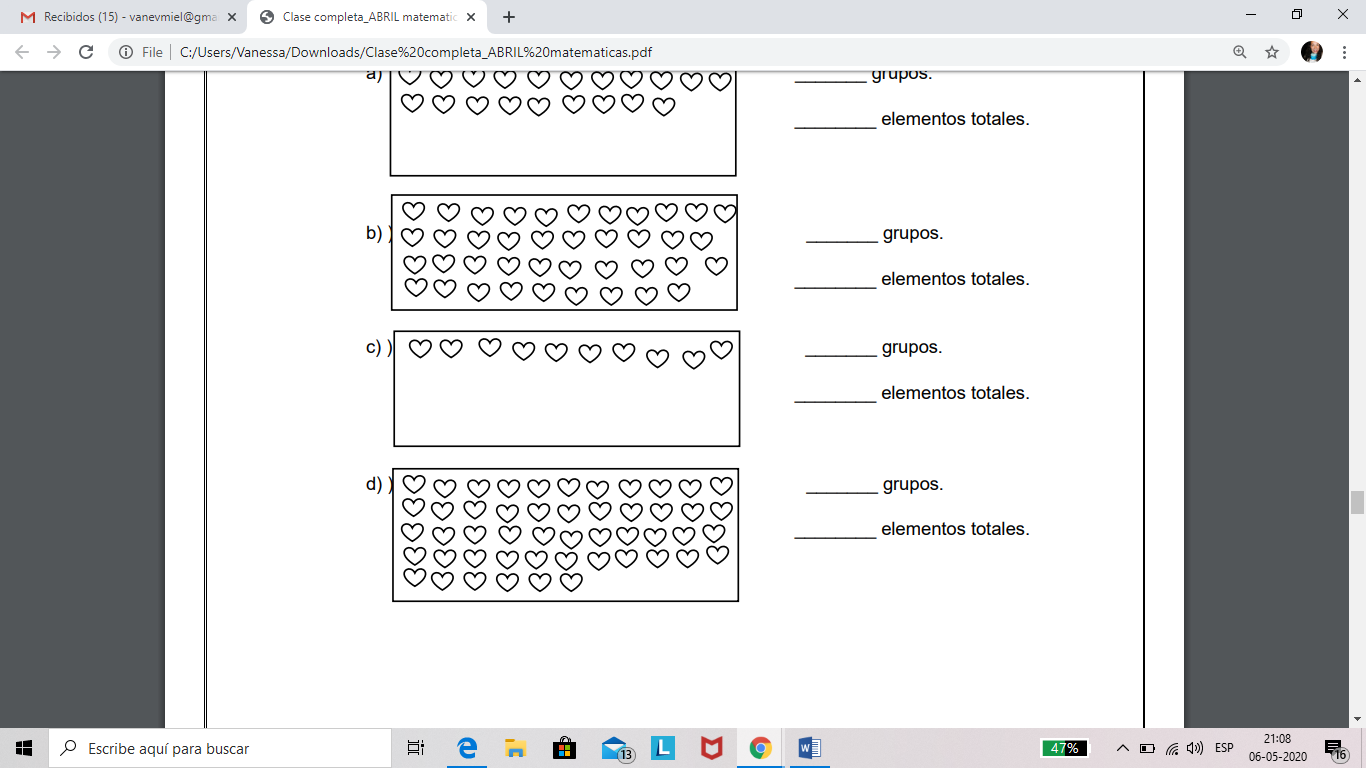 Recibidos (15) - vanevmiel@gma
Clase completa_ABRIL matematic
File
C:/Users/Vanessa/Downloads/Clase%20completa_ABRIL%20matematicas.pdf
a)
_______ grupos.
________ elementos totales.
b) )
_______ grupos.
________ elementos totales.
c) )
_______ grupos.
________ elementos totales.
d) )
_______ grupos.
________ elementos totales.
Escribe aquí para buscar
13
L
47%
ESP
21:08
06-05-2020
16